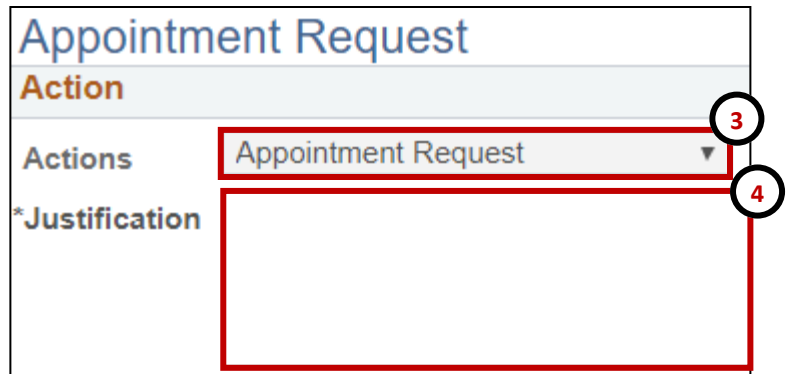 Appointment Request
Action
3
Actions Appointment Request ▼
4
*Justification